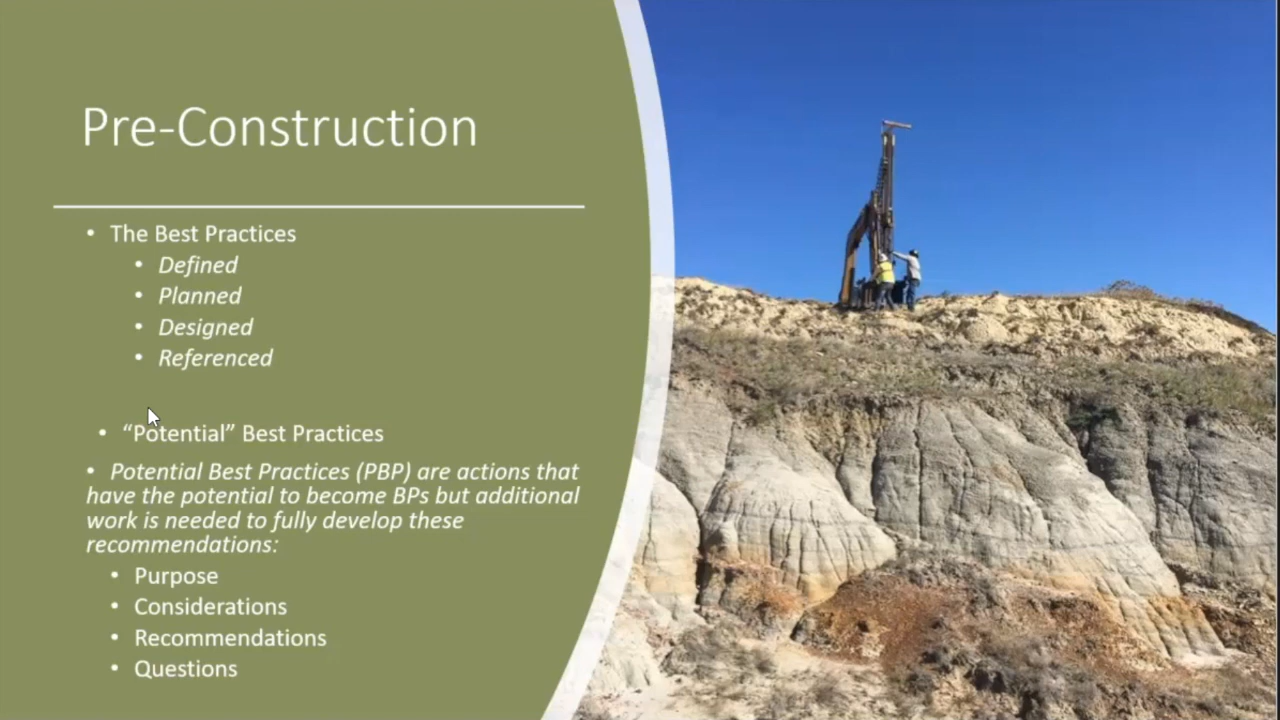 Pre-Construction
• The Best Practices
• Defined
• Planned
• Designed
• Referenced
• “Potential” Best Practices
• Potential Best Practices (PBP) are actions that
have the potential to become BPs but additional
work is needed to fully develop these
recommendations:
• Purpose
• Considerations
• Recommendations
• Questions